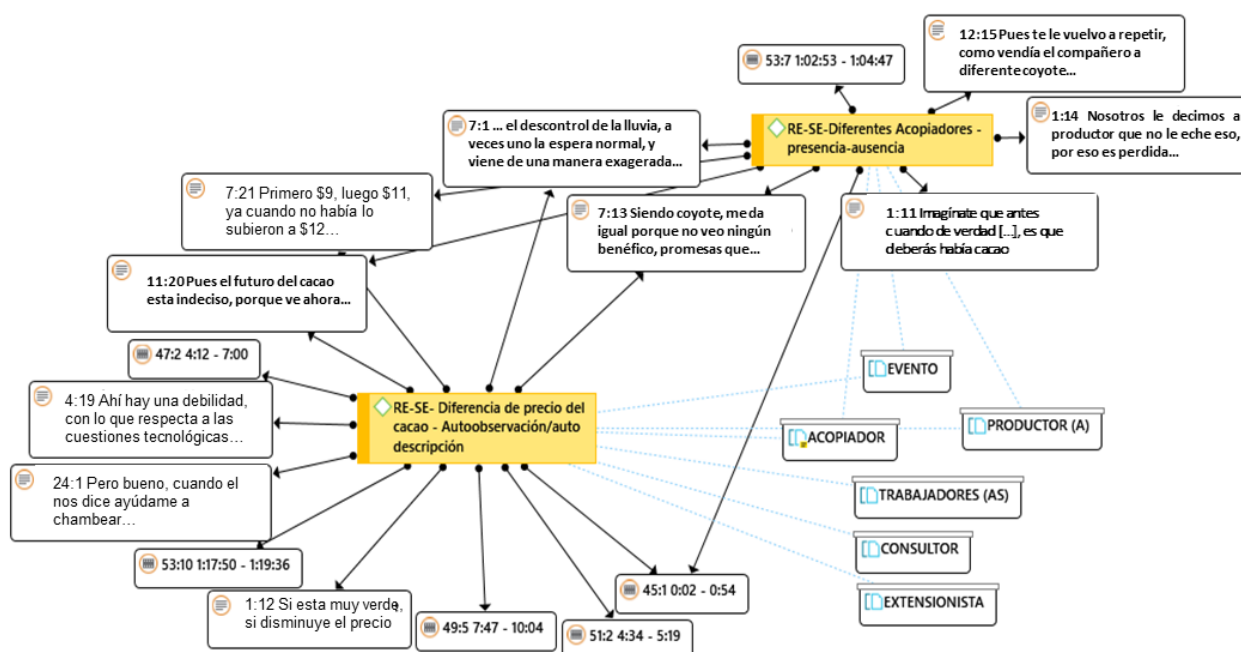 12:15 Pues te le vuelvo a repetir,
como vendía el compañero a
diferente coyote...
53:7 1:02:53 - 1:04:47
1:14 Nosotros le decimos a
productor que no le eche eso,
por eso es perdida...
7:1 ... el descontrol de la lluvia, a
veces uno la espera normal, y
viene de una manera exagerada...
RE-SE-Diferentes Acopiadores -
presencia-ausencia
7:21 Primero $9, luego $11,
ya cuando no había lo
subieron a $12...
7:13 Siendo coyote, me da
igual porque no veo ningún
benéfico, promesas que...
1:11 Imagínate que antes
cuando de verdad [...], es que
deberás había cacao
11:20 Pues el futuro del cacao
esta indeciso, porque ve ahora...
47:2 4:12 - 7:00
EVENTO
4:19 Ahí hay una debilidad,
con lo que respecta a las
cuestiones tecnológicas...
RE-SE- Diferencia de precio del
cacao - Autoobservación/auto
descripción
ACOPIADOR
PRODUCTOR (A)
24:1 Pero bueno, cuando el
nos dice ayúdame a
chambear...
TRABAJADORES (AS)
CONSULTOR
53:10 1:17:50 - 1:19:36
45:1 0:02 - 0:54
EXTENSIONISTA
1:12 Si esta muy verde,
si disminuye el precio
49:5 7:47 - 10:04
51:2 4:34 - 5:19